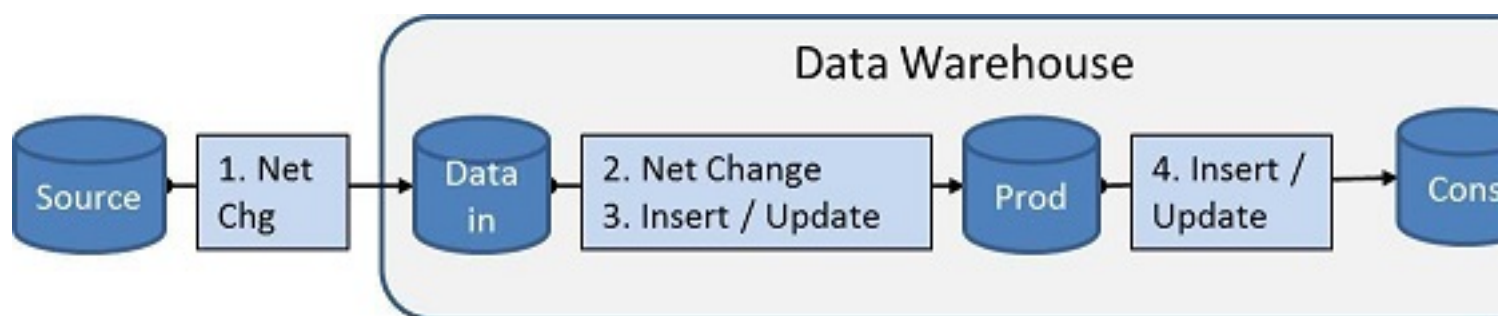 Data Warehouse
Source
1. Net
Chg
Data
in
2. Net Change
3. Insert / Update
Prod
4. Insert /
Update
Cons